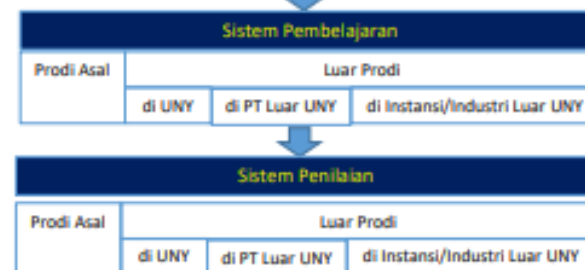 Sistem Pembelajaran
Prodi Asal Luar Prodi
di UNY di PT Luar UNY di Instansi/Industri Luar UNY
Sistem Penilaian
Prodi Asal Luar Prodi
di UNY di PT Luar UNY di Instansi/Industri Luar UNY